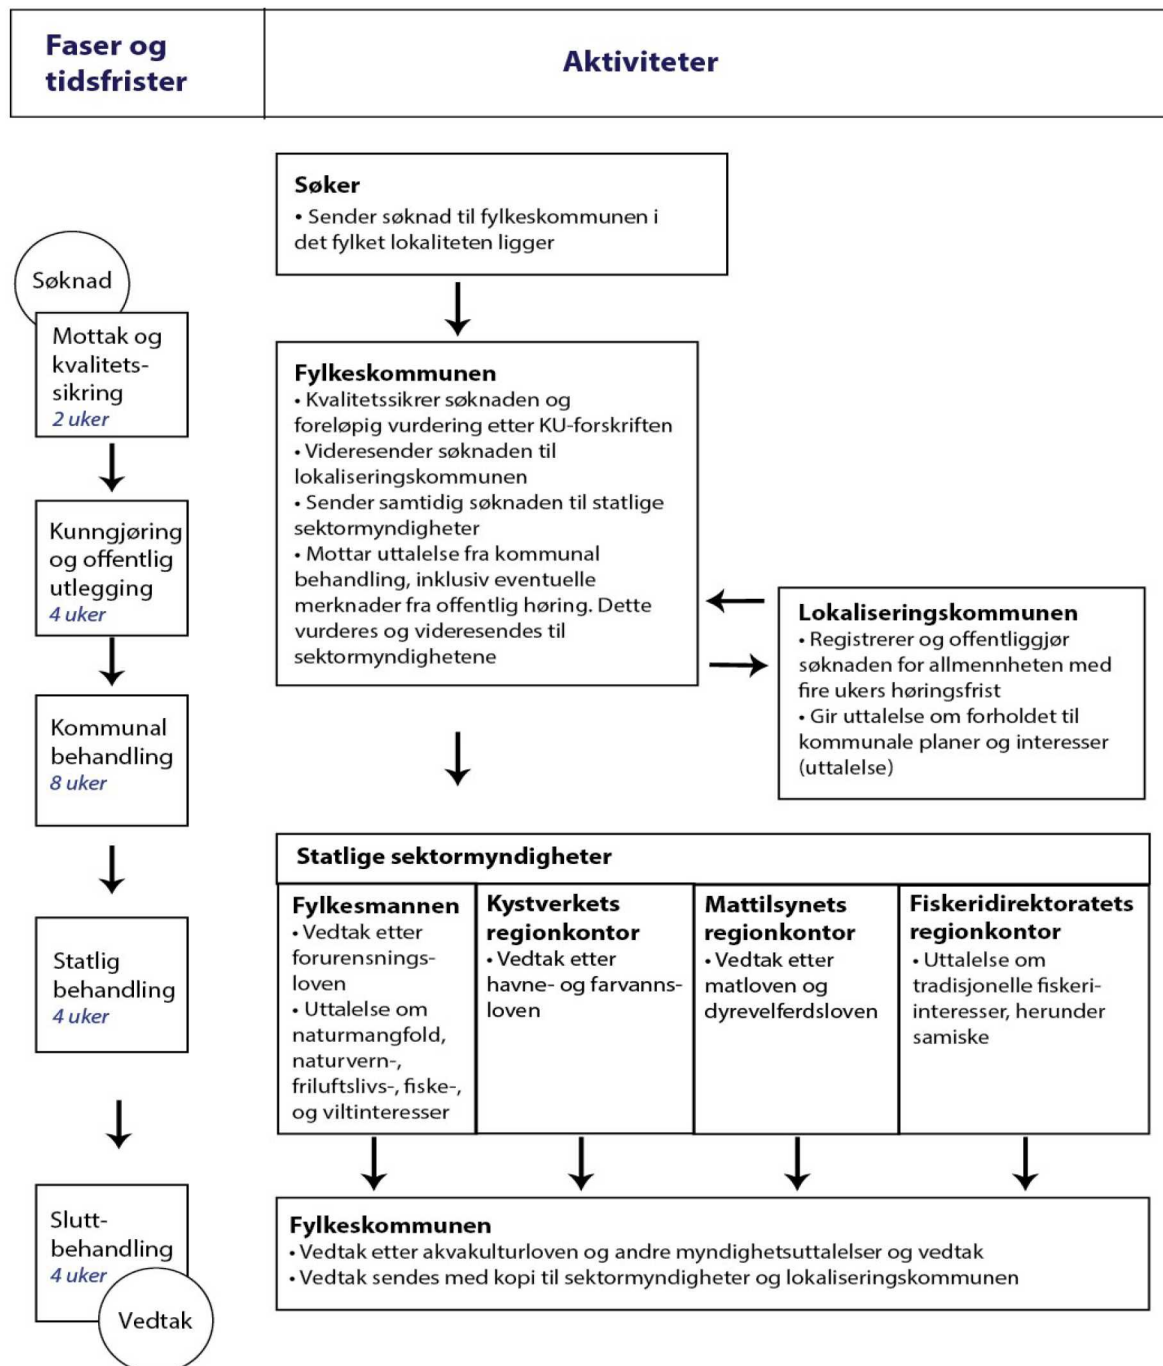 Faser og
tidsfrister
Aktiviteter
Søknad
Mottak og
kvalitets-
sikring
2 uker
Kunngjøring
og offentlig
utlegging
4 uker
Kommunal
behandling
8 uker
Statlig
behandling
4 uker
Slutt-
behandling
4 uker
Vedtak
Søker
• Sender søknad til fylkeskommunen i
det fylket lokaliteten ligger
Fylkeskommunen
• Kvalitetssikrer søknaden og
foreløpig vurdering etter KU-forskriften
• Videresender søknaden til
lokaliseringskommunen
• Sender samtidig søknaden til statlige
sektormyndigheter
• Mottar uttalelse fra kommunal
behandling, inklusiv eventuelle
merknader fra offentlig høring. Dette
vurderes og videresendes til
sektormyndighetene
Lokaliseringskommunen
• Registrerer og offentliggjør
søknaden for allmennheten med
fire ukers høringsfrist
• Gir uttalelse om forholdet til
kommunale planer og interesser
(uttalelse)
Statlige sektormyndigheter
Fylkesmannen
• Vedtak etter
forurensnings-
loven
• Uttalelse om
naturmangfold,
naturvern-,
friluftslivs-, fiske-,
og viltinteresser
Kystverkets
regionkontor
• Vedtak etter
havne- og farvanns-
loven
Mattilsynets
regionkontor
• Vedtak etter
matloven og
dyrevelferdsloven
Fiskeridirektoratets
regionkontor
• Uttalelse om
tradisjonelle fiskeri-
interesser, herunder
samiske
Fylkeskommunen
• Vedtak etter akvakulturloven og andre myndighetsuttalelser og vedtak
• Vedtak sendes med kopi til sektormyndigheter og lokaliseringskommunen